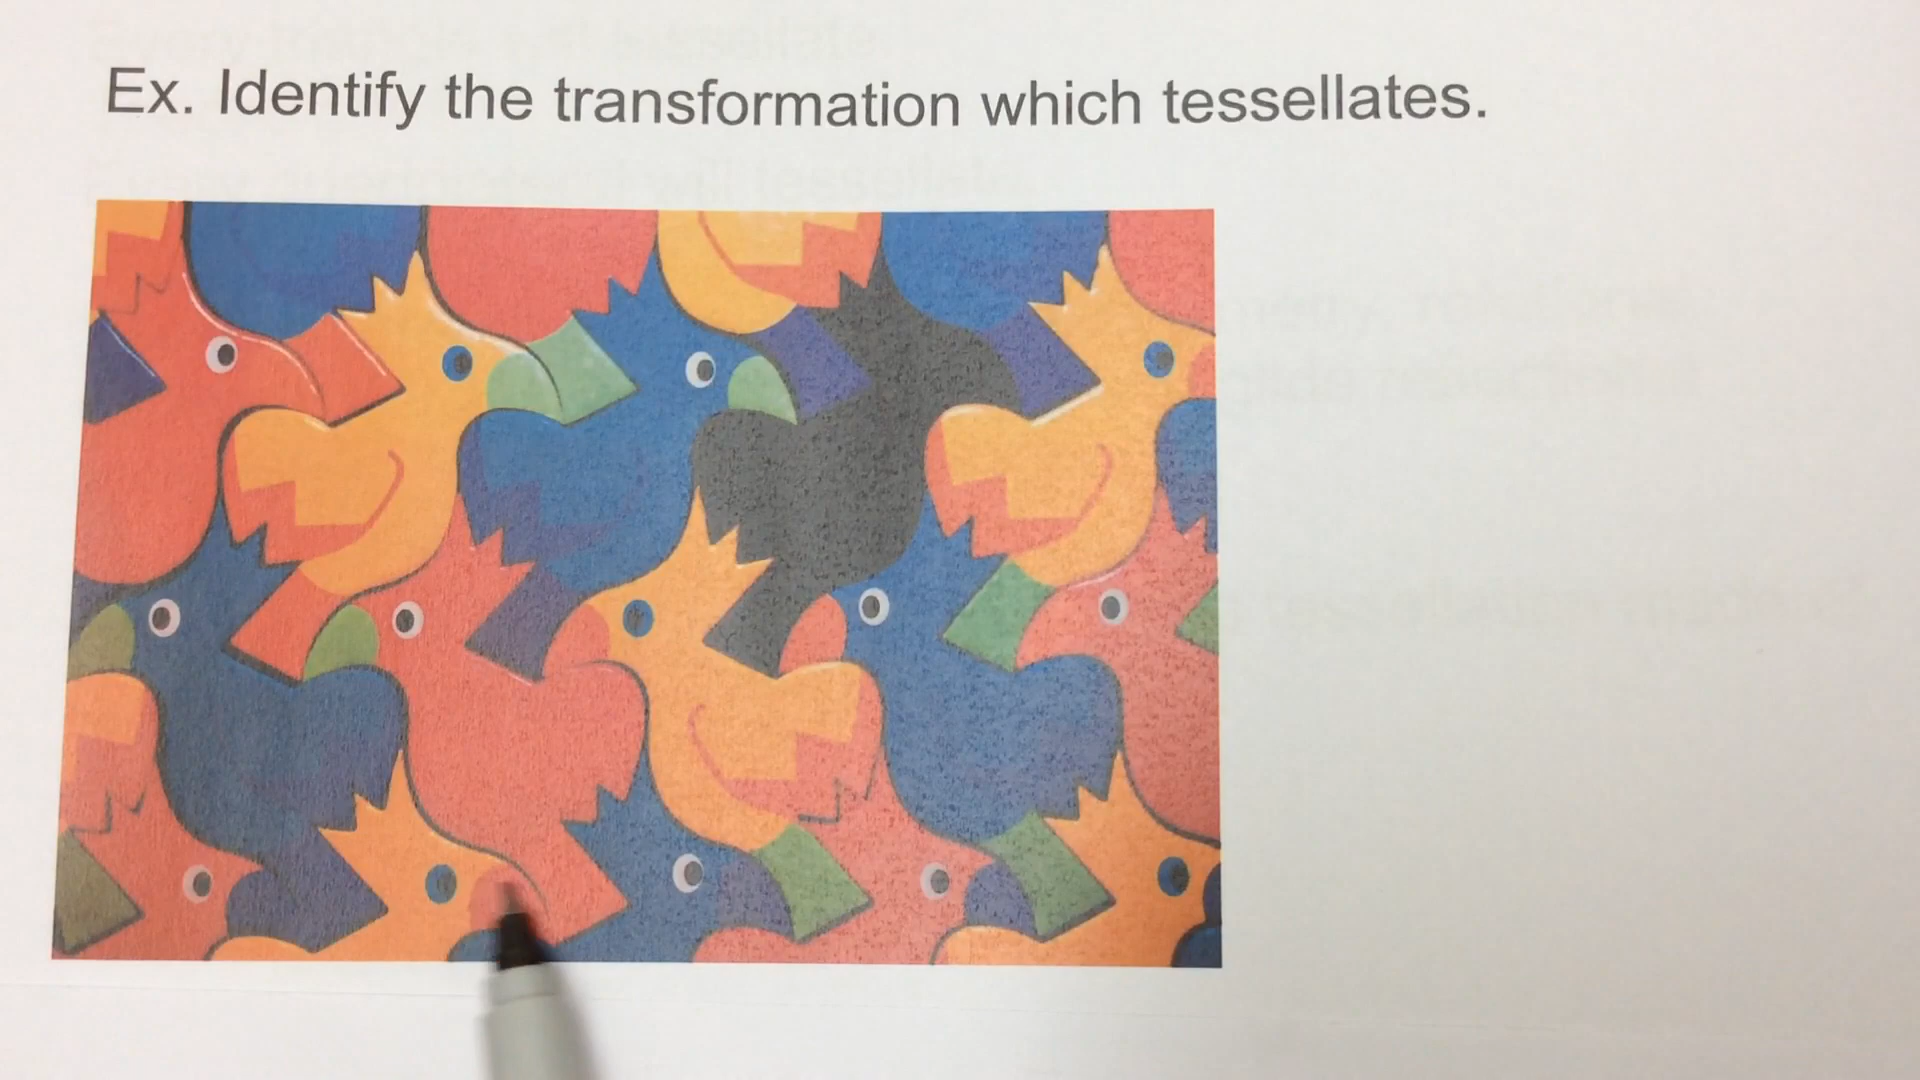 Ex. Identify the transformation which tessellates.